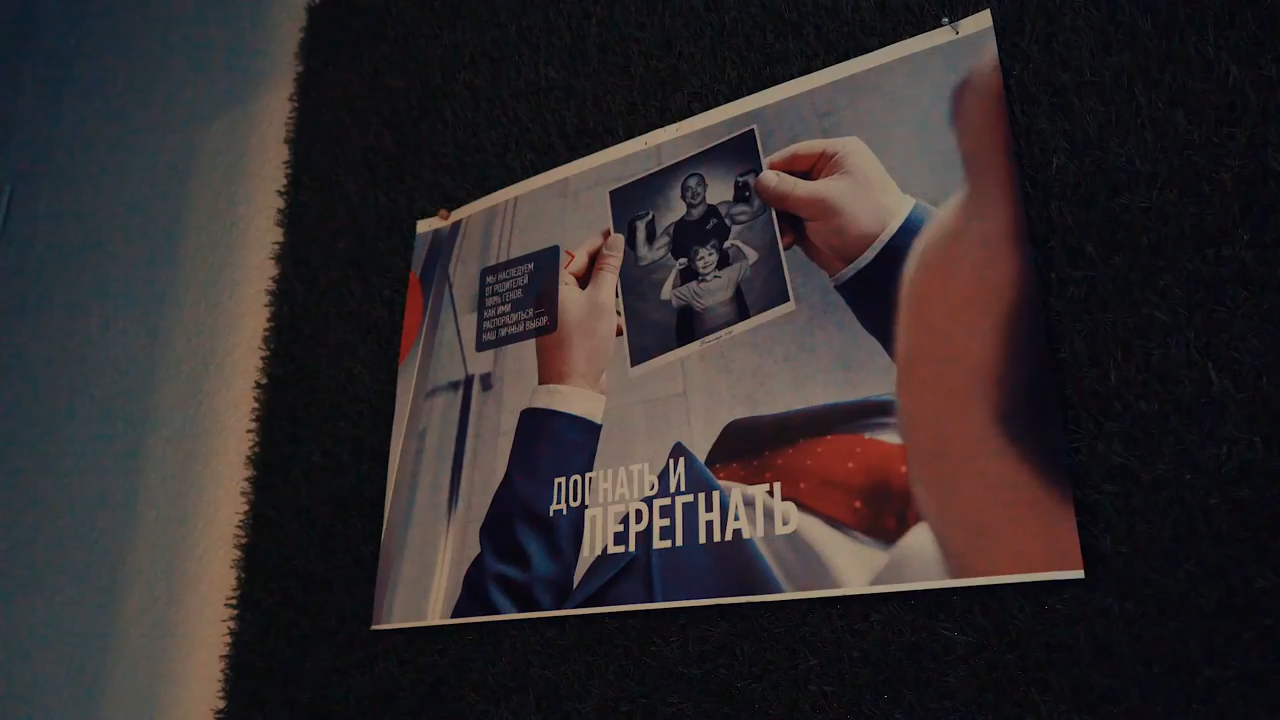 МЫ НАСЛЕДУЕМ
ОТ РОДИТЕЛЕЙ
100% ГЕНОВ.
КАК ИМИ
РАСПОРЯДИТЬСЯ —
НАШ ЛИЧНЫЙ ВЫБОР.
ДОГНАТЬ И
ПЕРЕГНАТЬ